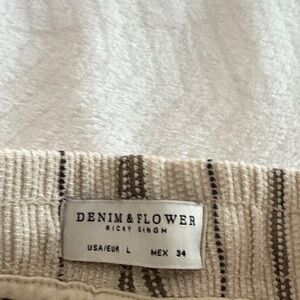 DENIM & FLOWER
RICKY SINGH
USA/EUR L MEX 34